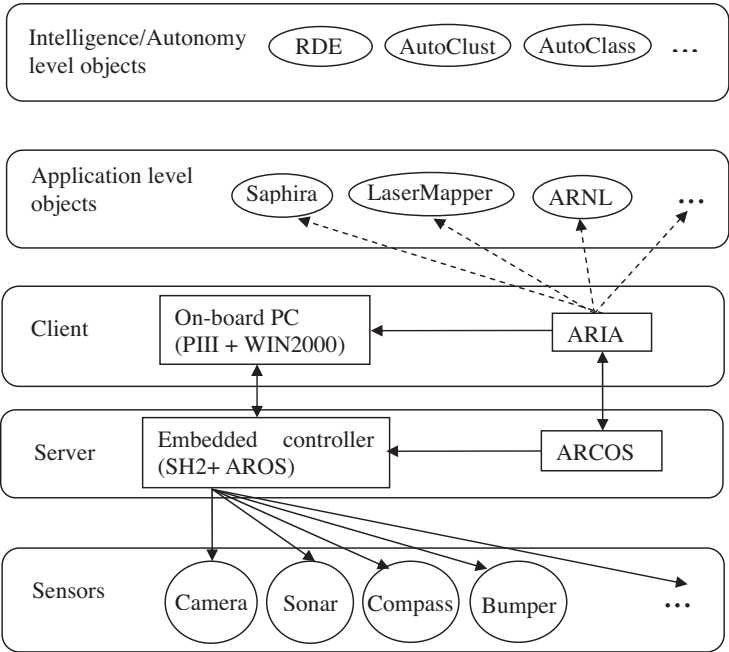 Intelligence/Autonomy
level objects
RDE
AutoClust
AutoClass
...
Application level
objects
Saphira
LaserMapper
ARNL
...
Client
On-board PC
(PIII + WIN2000)
ARIA
Server
Embedded controller
(SH2+ AROS)
ARCOS
Sensors
Camera
Sonar
Compass
Bumper
...